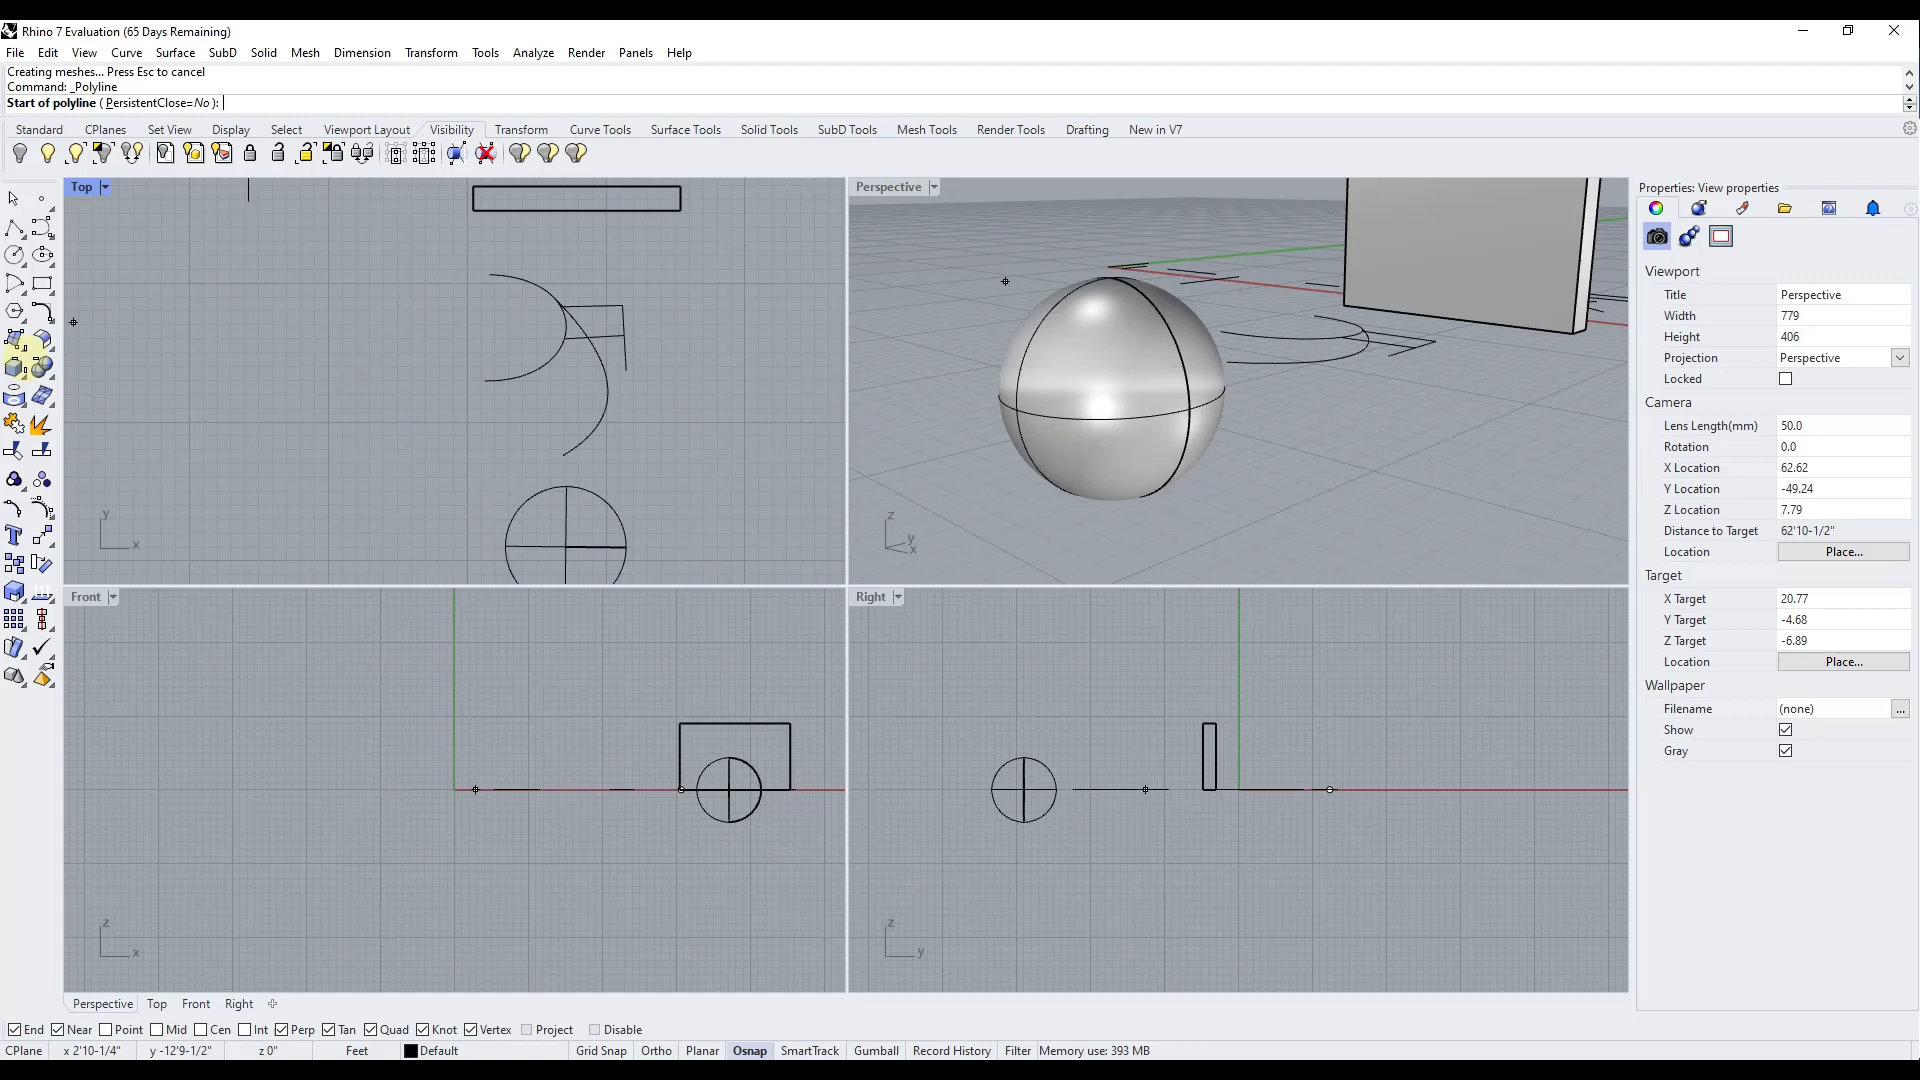 Rhino 7 Evaluation (65 Days Remaining)
File Edit View Curve Surface SubD Solid Mesh Dimension Transform Tools Analyze Render Panels Help
Creating meshes... Press Esc to cancel
Command: _Polyline
Start of polyline ( PersistentClose=No ):
Standard CPlanes Set View Display Select Viewport Layout Visibility Transform Curve Tools Surface Tools Solid Tools SubD Tools Mesh Tools Render Tools Drafting New in V7
Top
y
x
Perspective
z
y
x
Front
z
x
Right
z
y
Properties: View properties
Viewport
Title Perspective
Width 779
Height 406
Projection Perspective
Locked
Camera
Lens Length(mm) 50.0
Rotation 0.0
X Location 62.62
Y Location -49.24
Z Location 7.79
Distance to Target 62'10-1/2"
Location Place...
Target
X Target 20.77
Y Target -4.68
Z Target -6.89
Location Place...
Wallpaper
Filename (none) ...
Show
Gray
Perspective Top Front Right
End Near Point Mid Cen Int Perp Tan Quad Knot Vertex Project Disable
CPlane x 2'10-1/4" y -12'9-1/2" z 0" Feet Default Grid Snap Ortho Planar Osnap SmartTrack Gumball Record History Filter Memory use: 393 MB